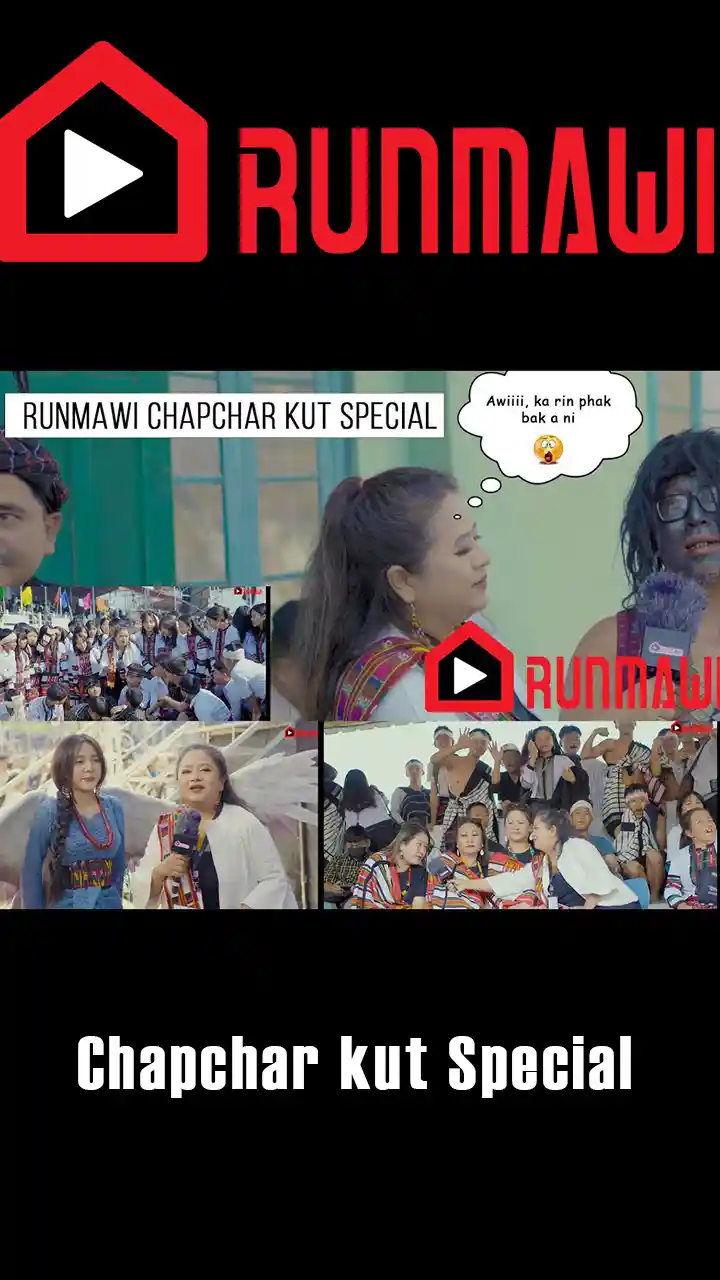 RUNMAWI
RUNMAWI CHAPCHAR KUT SPECIAL
Awiiii, ka rin phak
bak a ni
RUNMAWI
Chapchar kut Special